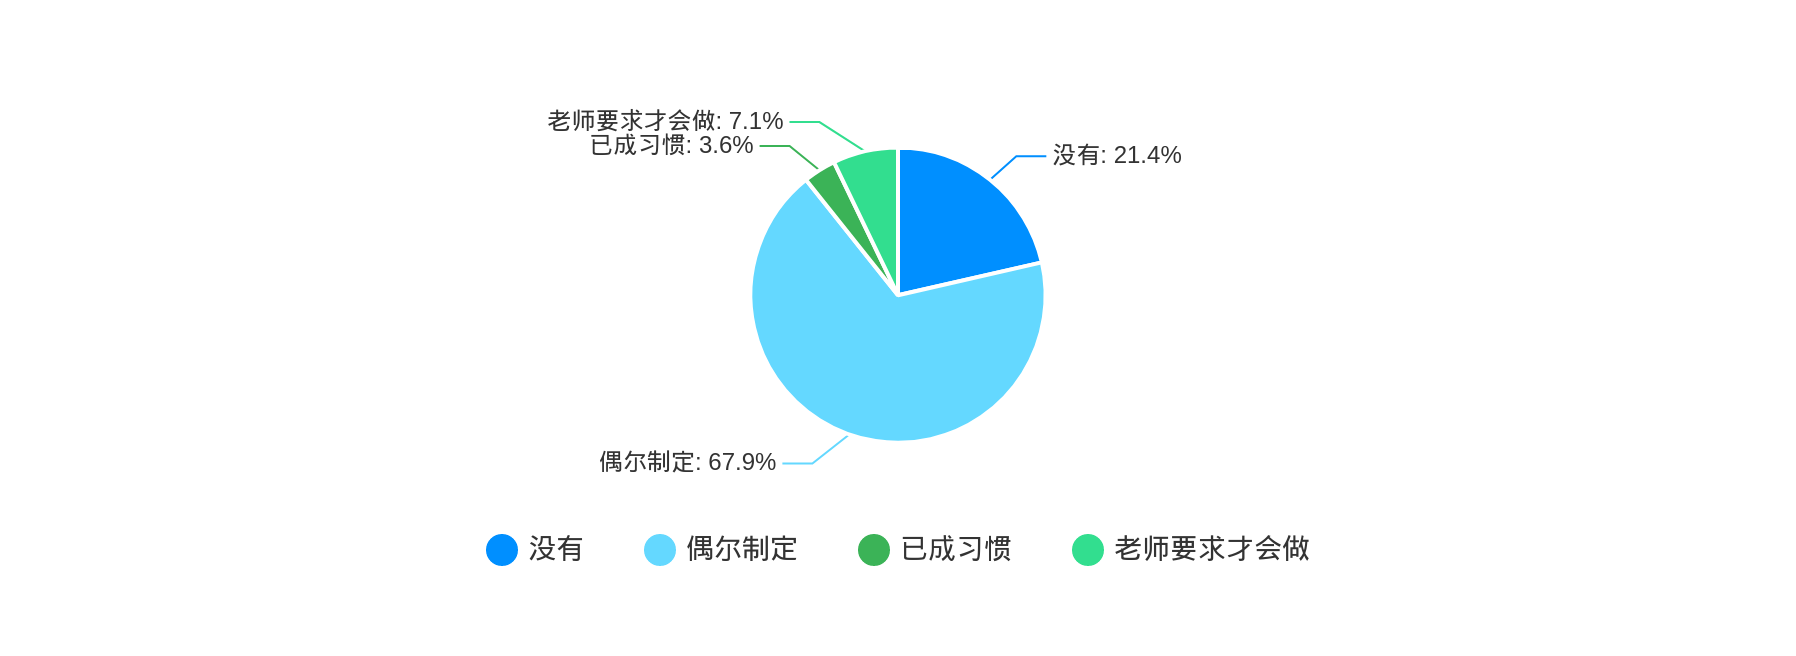 老师要求才会做: 7.1%
已成习惯: 3.6%
没有: 21.4%
偶尔制定: 67.9%
没有
偶尔制定
已成习惯
老师要求才会做